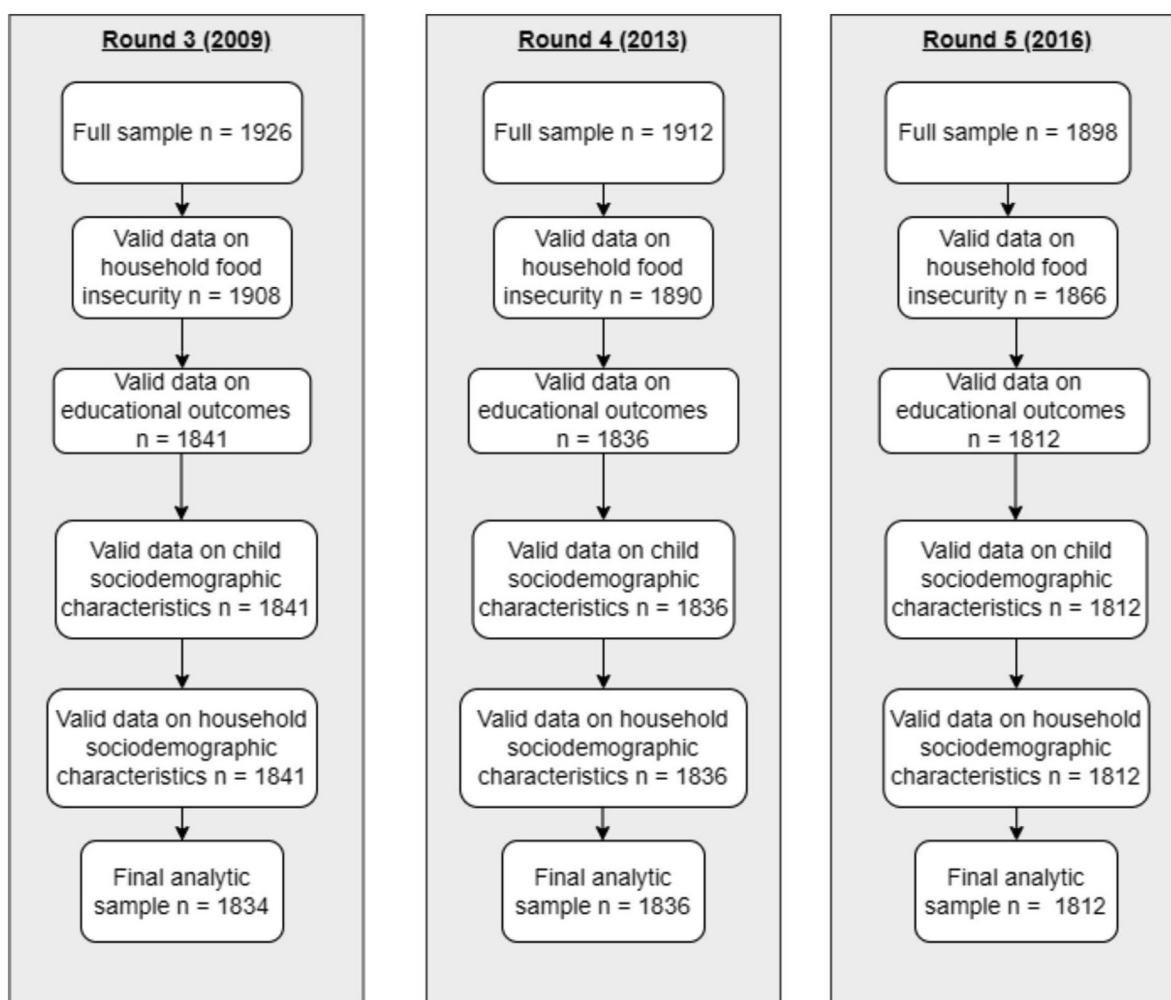 Round 3 (2009)
Full sample n = 1926
Valid data on
household food
insecurity n = 1908
Valid data on
educational outcomes
n = 1841
Valid data on child
sociodemographic
characteristics n = 1841
Valid data on household
sociodemographic
characteristics n = 1841
Final analytic
sample n = 1834
Round 4 (2013)
Full sample n = 1912
Valid data on
household food
insecurity n = 1890
Valid data on
educational outcomes
n = 1836
Valid data on child
sociodemographic
characteristics n = 1836
Valid data on household
sociodemographic
characteristics n = 1836
Final analytic
sample n = 1836
Round 5 (2016)
Full sample n = 1898
Valid data on
household food
insecurity n = 1866
Valid data on
educational outcomes
n = 1812
Valid data on child
sociodemographic
characteristics n = 1812
Valid data on household
sociodemographic
characteristics n = 1812
Final analytic
sample n =  1812